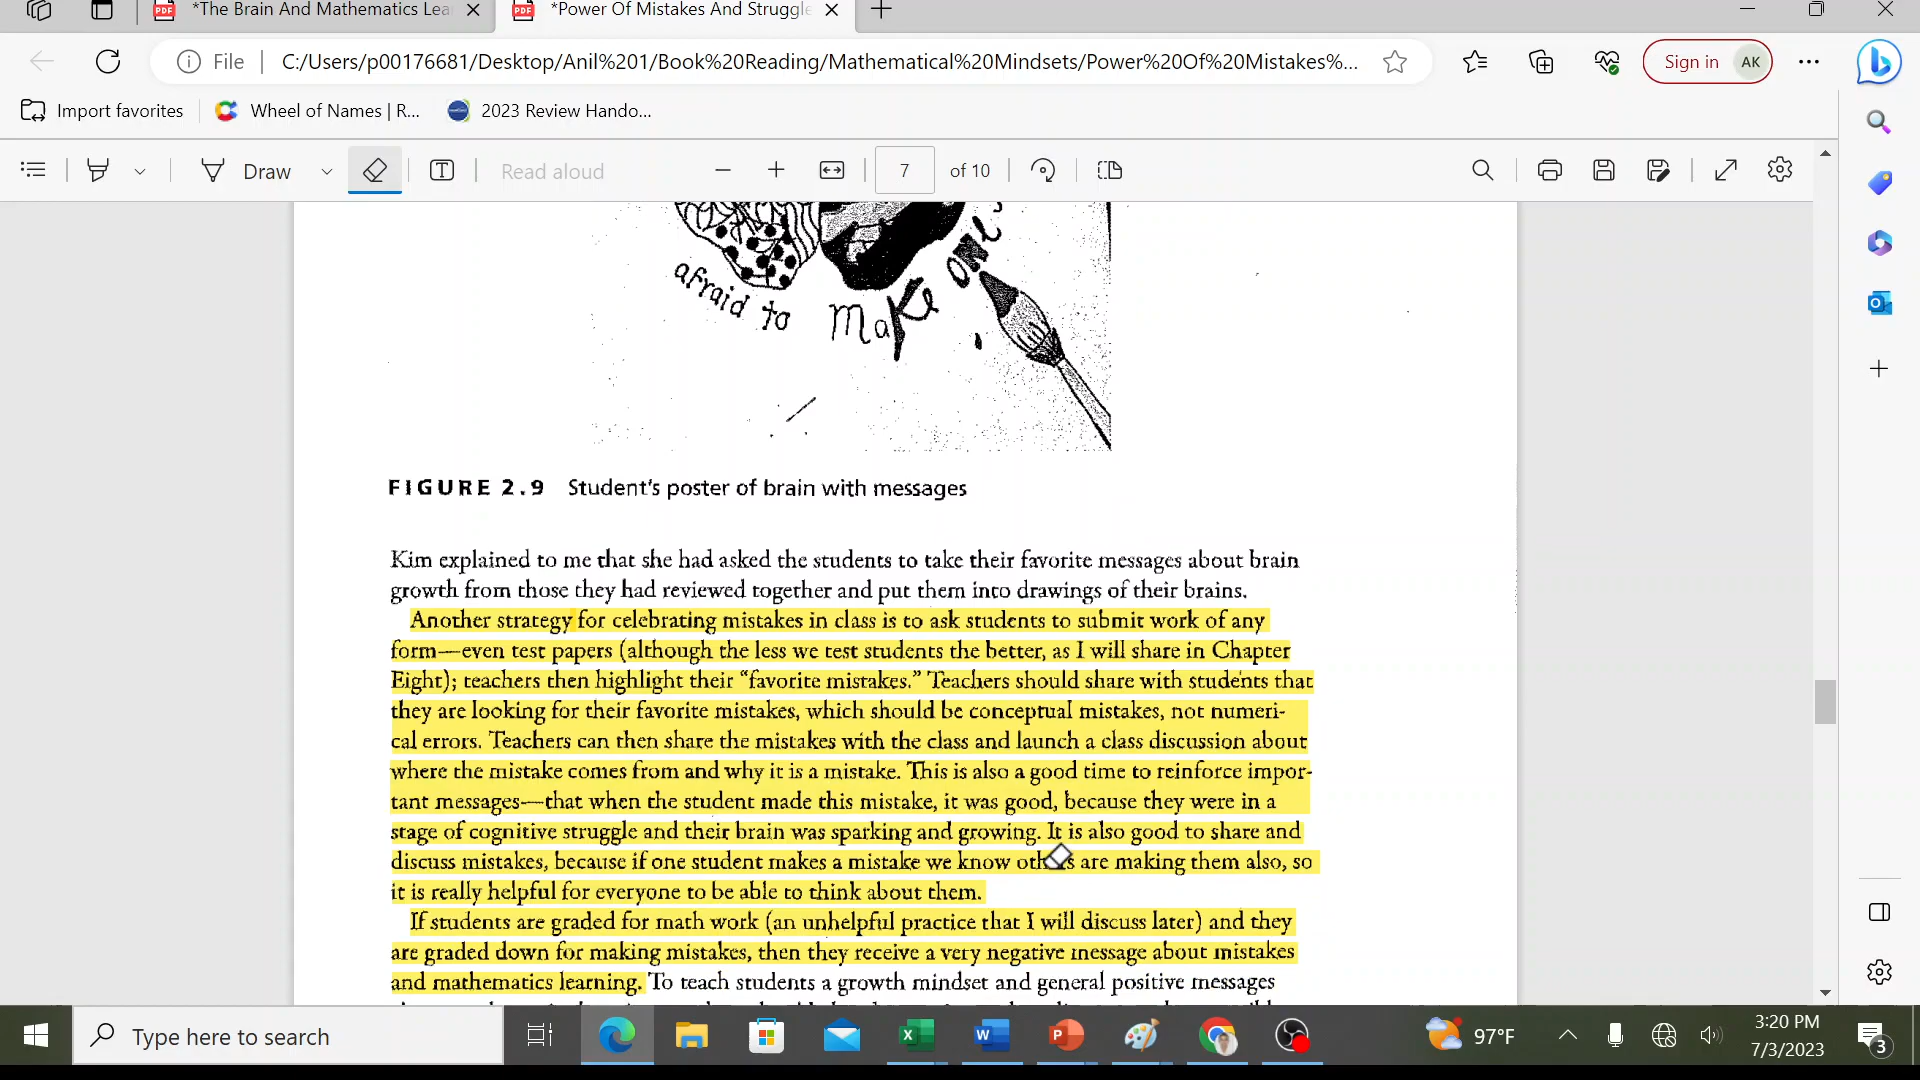 *The Brain And Mathematics Lea
*Power Of Mistakes And Struggle
File
C:/Users/p00176681/Desktop/Anil%201/Book%20Reading/Mathematical%20Mindsets/Power%20Of%20Mistakes%...
Sign in
AK
Import favorites
Wheel of Names | R...
2023 Review Hando...
Draw
Read aloud
7
of 10
afraid to make one
FIGURE 2.9 Student's poster of brain with messages
Kim explained to me that she had asked the students to take their favorite messages about brain
growth from those they had reviewed together and put them into drawings of their brains.
Another strategy for celebrating mistakes in class is to ask students to submit work of any
form—even test papers (although the less we test students the better, as I will share in Chapter
Eight); teachers then highlight their “favorite mistakes.” Teachers should share with students that
they are looking for their favorite mistakes, which should be conceptual mistakes, not numeri-
cal errors. Teachers can then share the mistakes with the class and launch a class discussion about
where the mistake comes from and why it is a mistake. This is also a good time to reinforce impor-
tant messages—that when the student made this mistake, it was good, because they were in a
stage of cognitive struggle and their brain was sparking and growing. It is also good to share and
discuss mistakes, because if one student makes a mistake we know others are making them also, so
it is really helpful for everyone to be able to think about them.
If students are graded for math work (an unhelpful practice that I will discuss later) and they
are graded down for making mistakes, then they receive a very negative message about mistakes
and mathematics learning. To teach students a growth mindset and general positive messages
Type here to search
97°F
3:20 PM
7/3/2023
3